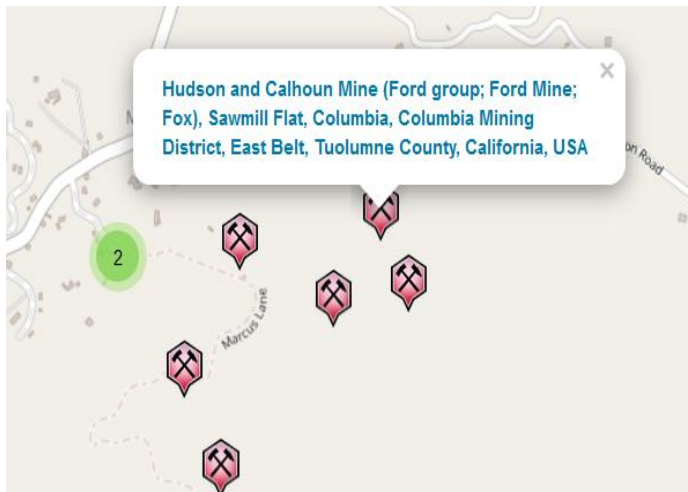 Hudson and Calhoun Mine (Ford group; Ford Mine;
Fox), Sawmill Flat, Columbia, Columbia Mining
District, East Belt, Tuolumne County, California, USA
×
on Road
2
Marcus Lane